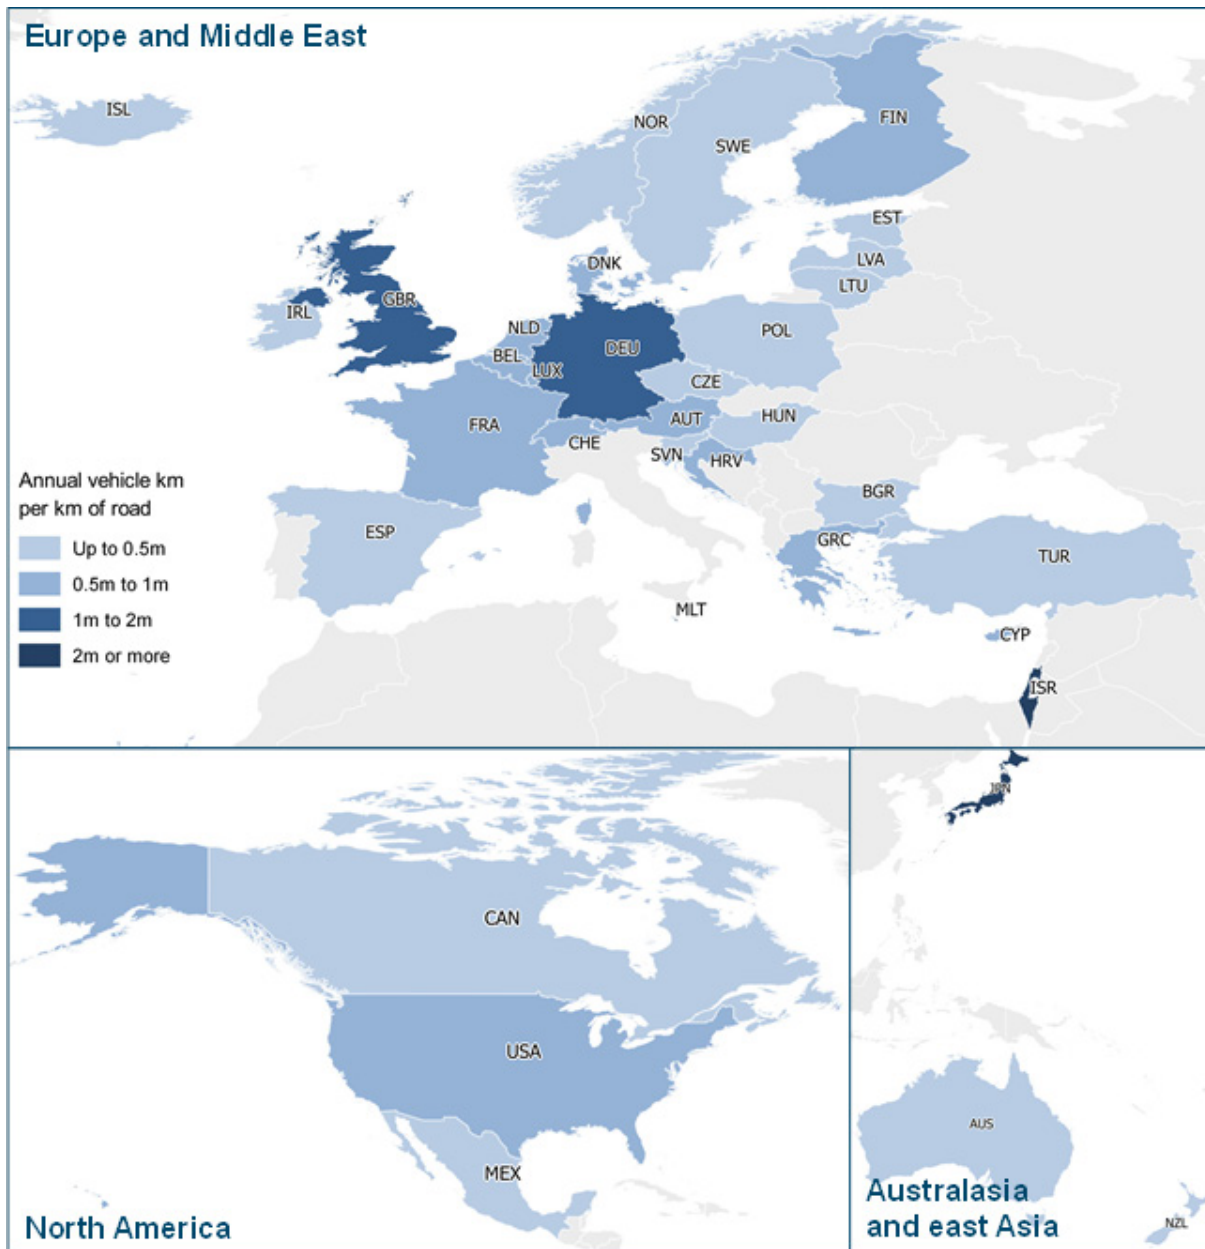 Europe and Middle East
ISL
NOR
FIN
SWE
EST
LVA
DNK
LTU
GBR
IRL
NLD
POL
DEU
BEL
LUX
CZE
HUN
AUT
FRA
CHE
SVN
HRV
BGR
ESP
GRC
TUR
MLT
CYP
ISR
Annual vehicle km
per km of road
Up to 0.5m
0.5m to 1m
1m to 2m
2m or more
CAN
USA
MEX
North America
JPN
AUS
NZL
Australasia
and east Asia